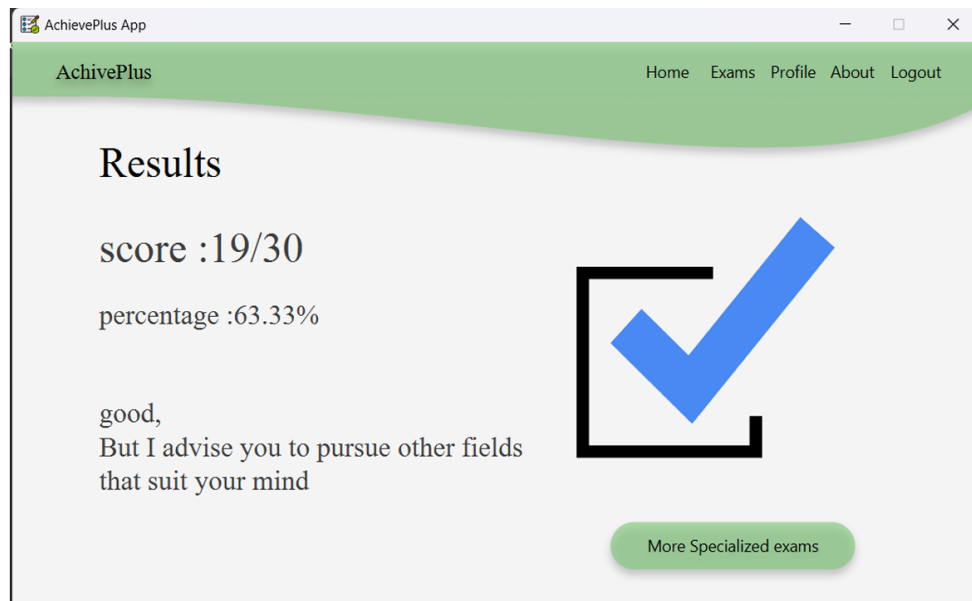 AchievePlus App
AchivePlus
Home Exams Profile About Logout
Results
score :19/30
percentage :63.33%
good,
But I advise you to pursue other fields
that suit your mind
More Specialized exams